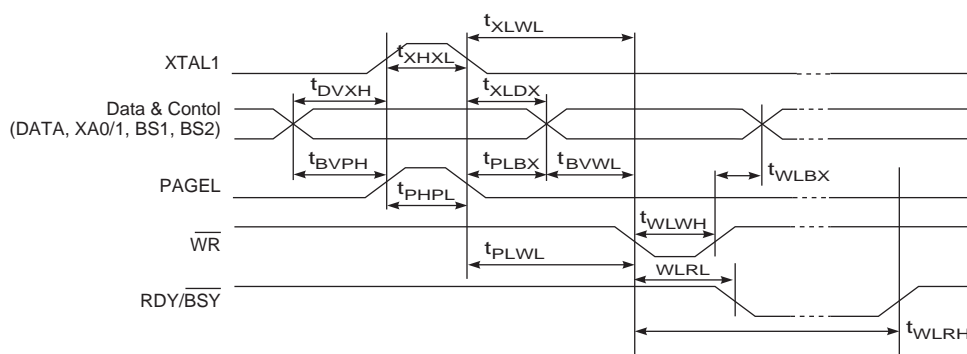 tXLWL
XTAL1
tXHXL
tDVXH
tXLDX
Data & Contol
(DATA, XA0/1, BS1, BS2)
tBVPH
tPLBX
tBVWL
tWLBX
PAGEL
tPHPL
tWLWH
WR
tPLWL
WLRL
RDY/BSY
tWLRH